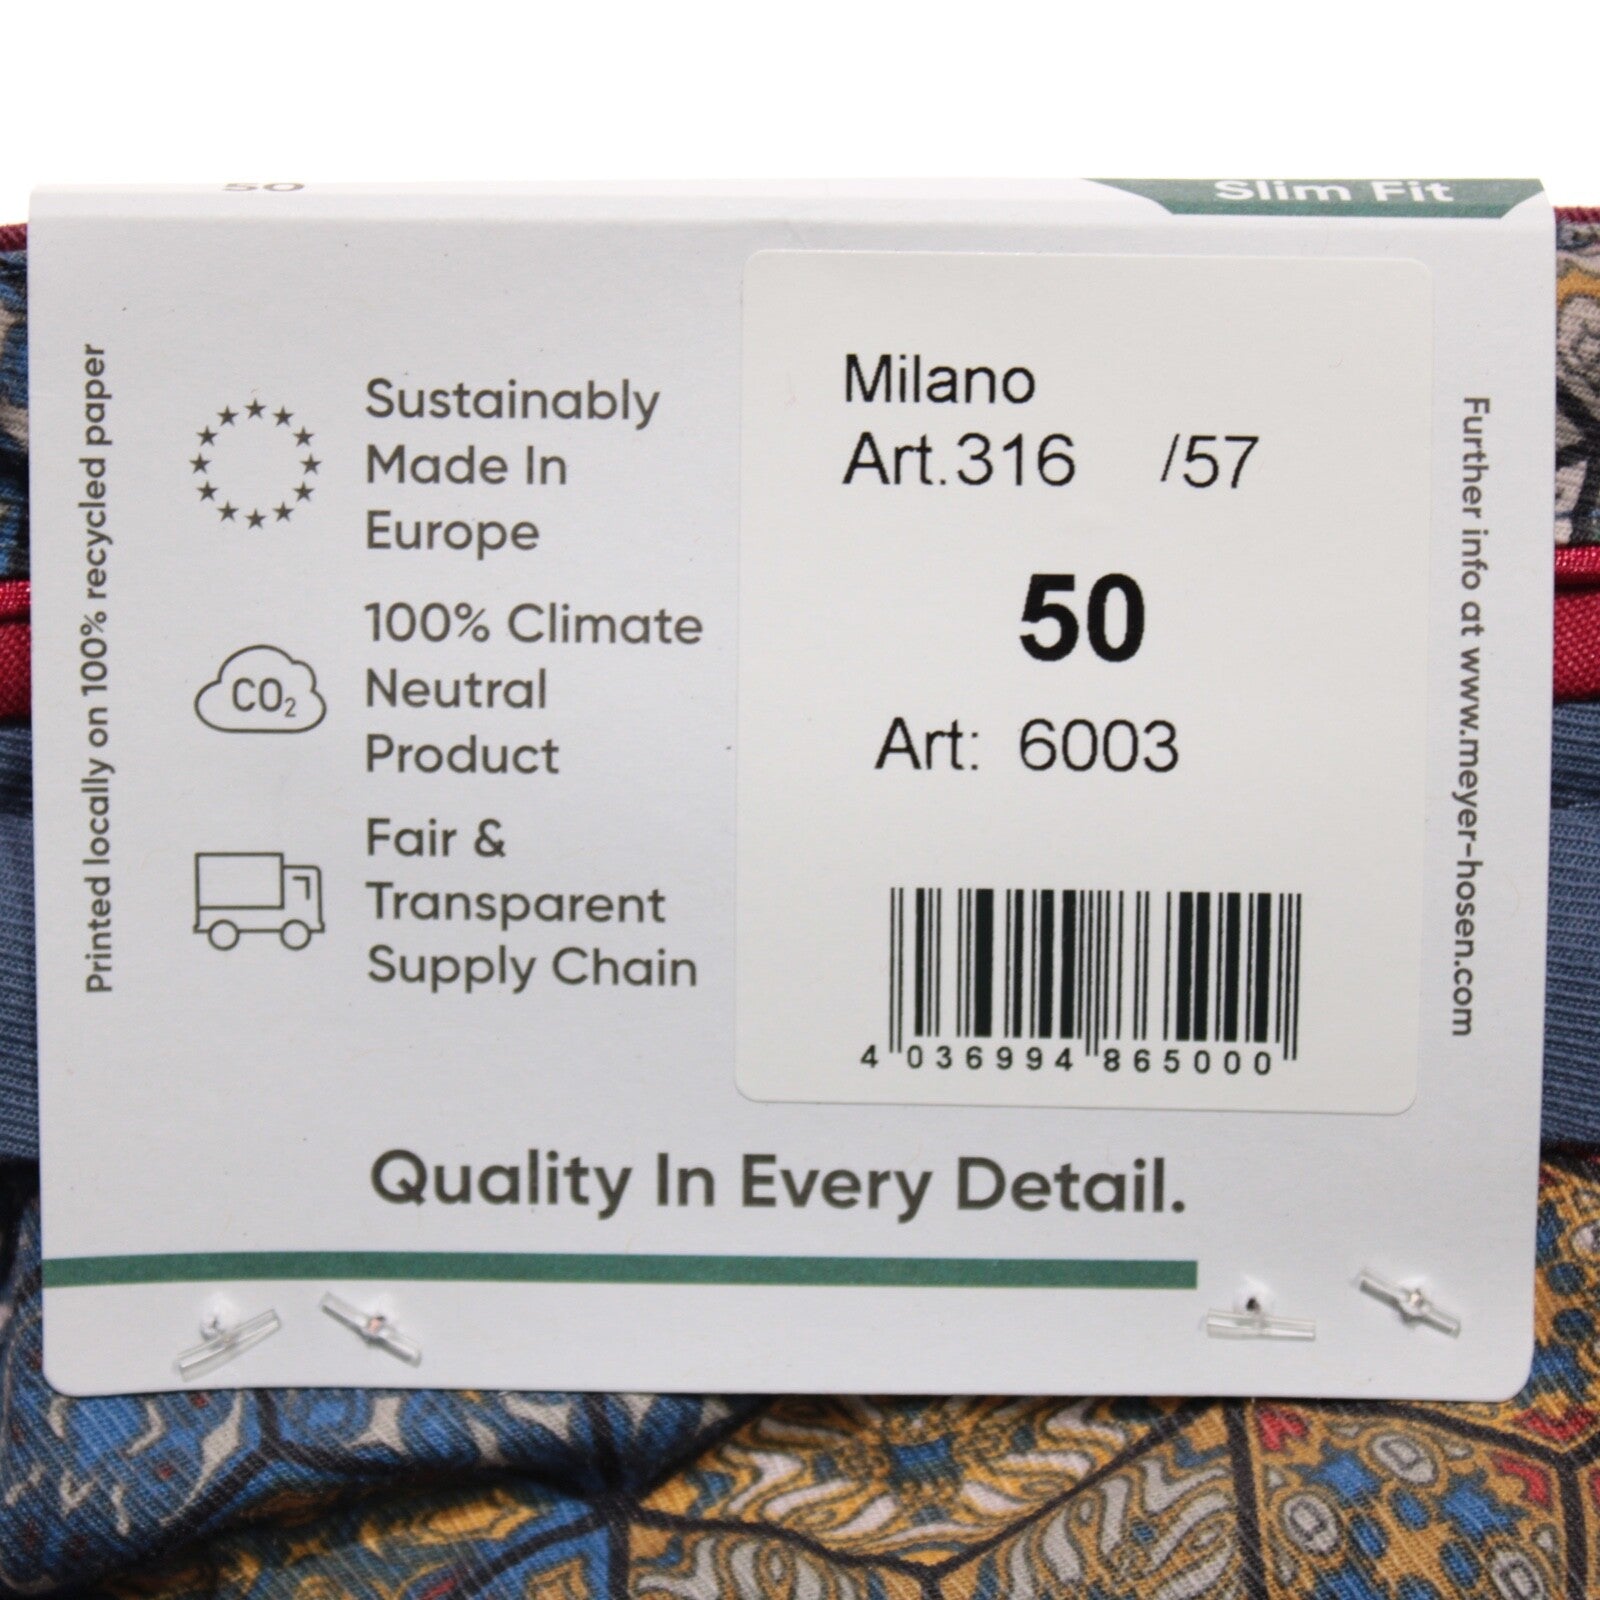 50
Slim Fit
Printed locally on 100% recycled paper
Sustainably
Made In
Europe
CO₂
100% Climate
Neutral
Product
Fair &
Transparent
Supply Chain
Milano
Art.316 /57
50
Art: 6003
4 036994 865000
Further info at www.meyer-hosen.com
Quality In Every Detail.